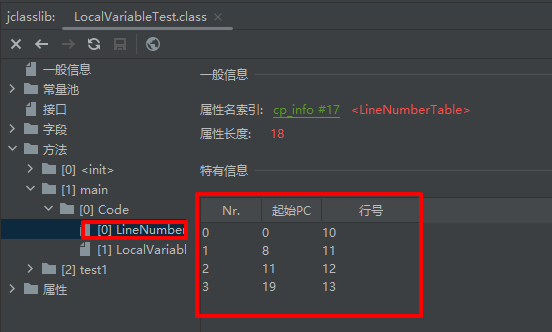 jclasslib: LocalVariableTest.class
一般信息
常量池
接口
字段
方法
[0] <init>
[1] main
[0] Code
[0] LineNumber
[1] LocalVariabl
[2] test1
属性
一般信息
属性名索引: cp_info #17 <LineNumberTable>
属性长度: 18
特有信息
Nr. 起始PC 行号
0 0 10
1 8 11
2 11 12
3 19 13